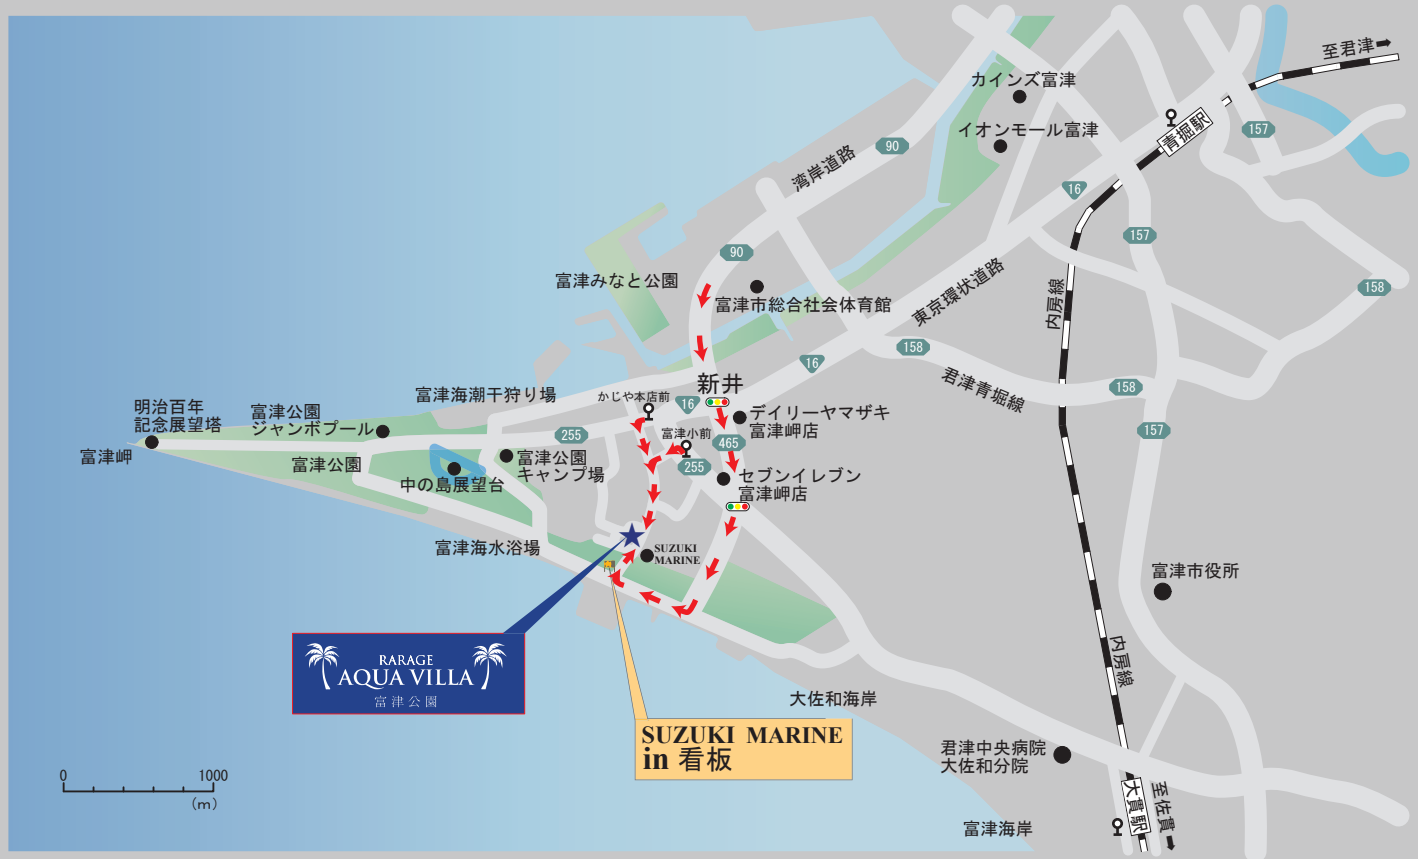 至君津
カインズ富津
イオンモール富津
青堀駅
157
90
湾岸道路
16
157
90
富津みなと公園
富津市総合社会体育館
東京環状道路
内房線
158
158
16
君津青堀線
158
新井
かじや本店前
16
富津海潮干狩り場
明治百年
記念展望塔
富津公園
ジャンボプール
デイリーヤマザキ
富津岬店
157
富津小前
255
465
富津岬
富津公園
富津公園
キャンプ場
255
中の島展望台
セブンイレブン
富津岬店
富津海水浴場
SUZUKI
MARINE
富津市役所
内房線
RARAGE
AQUA VILLA
富津公園
大佐和海岸
SUZUKI MARINE
in 看板
君津中央病院
大佐和分院
0 1000
(m)
大貫駅
至佐貫
富津海岸